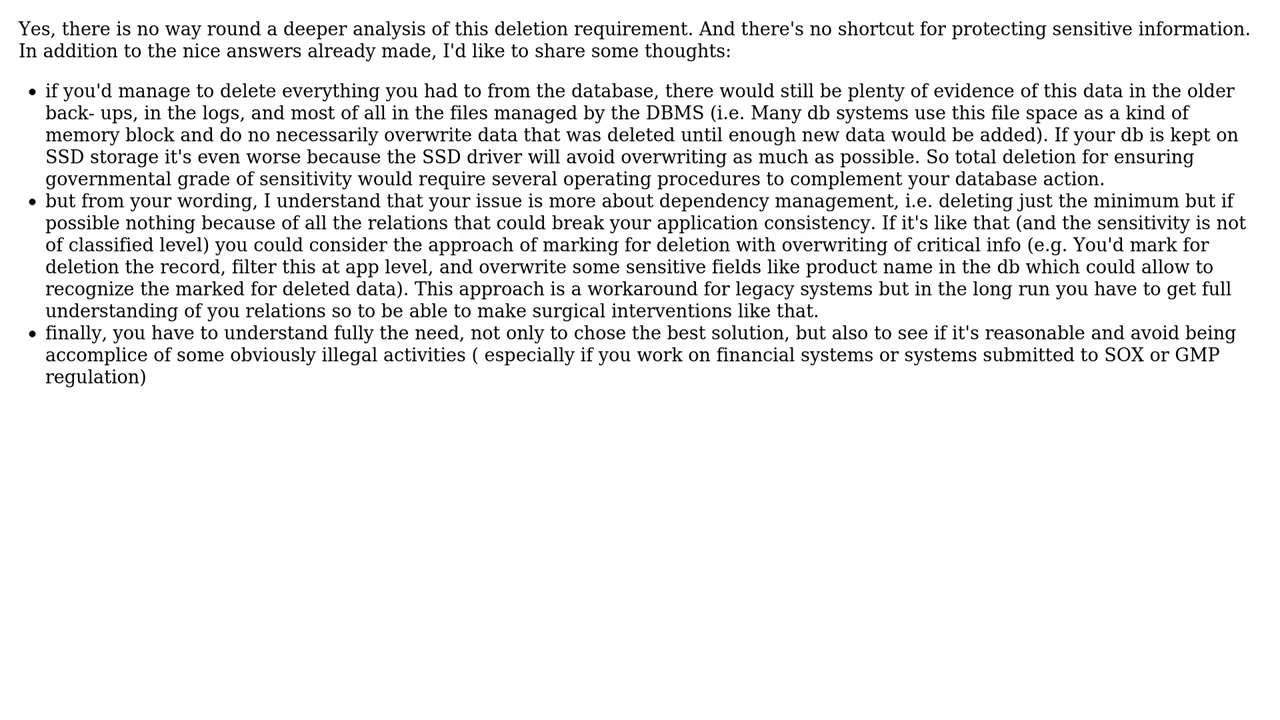 Yes, there is no way round a deeper analysis of this deletion requirement. And there's no shortcut for protecting sensitive information.
In addition to the nice answers already made, I'd like to share some thoughts:
• if you'd manage to delete everything you had to from the database, there would still be plenty of evidence of this data in the older
back- ups, in the logs, and most of all in the files managed by the DBMS (i.e. Many db systems use this file space as a kind of
memory block and do no necessarily overwrite data that was deleted until enough new data would be added). If your db is kept on
SSD storage it's even worse because the SSD driver will avoid overwriting as much as possible. So total deletion for ensuring
governmental grade of sensitivity would require several operating procedures to complement your database action.
• but from your wording, I understand that your issue is more about dependency management, i.e. deleting just the minimum but if
possible nothing because of all the relations that could break your application consistency. If it's like that (and the sensitivity is not
of classified level) you could consider the approach of marking for deletion with overwriting of critical info (e.g. You'd mark for
deletion the record, filter this at app level, and overwrite some sensitive fields like product name in the db which could allow to
recognize the marked for deleted data). This approach is a workaround for legacy systems but in the long run you have to get full
understanding of you relations so to be able to make surgical interventions like that.
• finally, you have to understand fully the need, not only to chose the best solution, but also to see if it's reasonable and avoid being
accomplice of some obviously illegal activities ( especially if you work on financial systems or systems submitted to SOX or GMP
regulation)